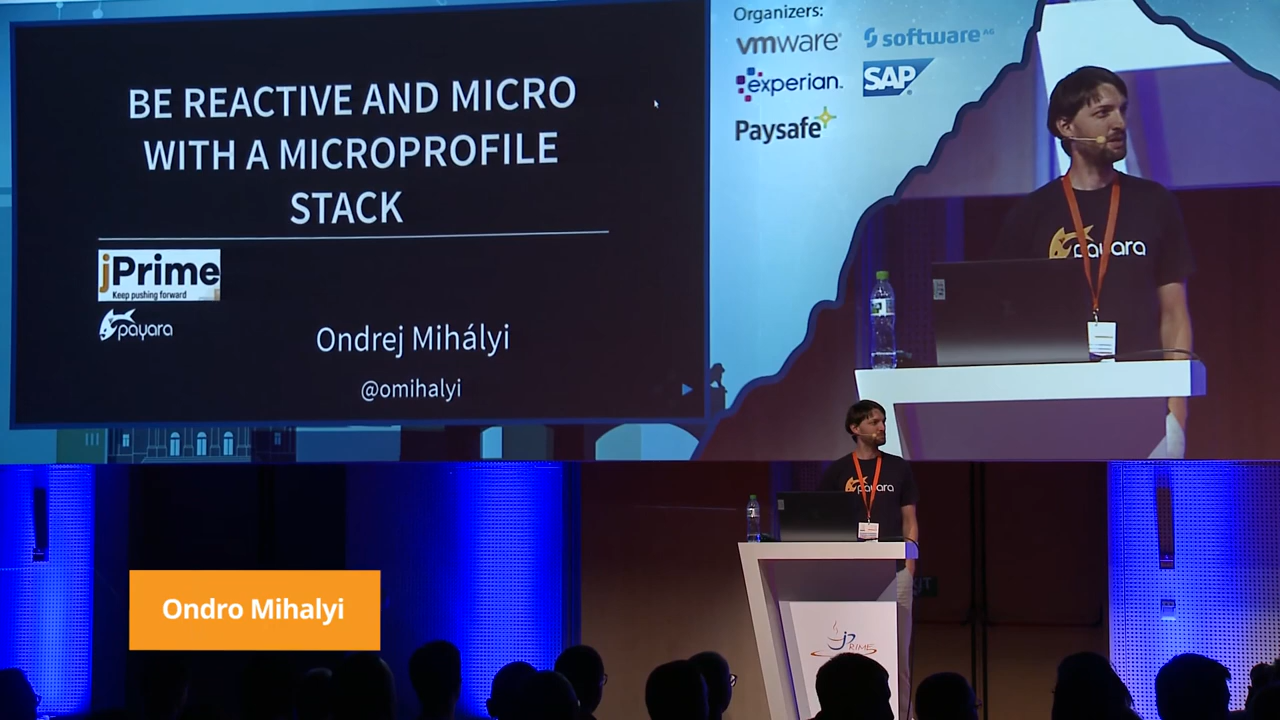 BE REACTIVE AND MICRO
WITH A MICROPROFILE
STACK
jPrime
Keep pushing forward
payara
Ondrej Mihályi
@omihalyi
Organizers:
vmware
software AG
experian.
SAP
Paysafe
payara
payara
jPRIME
Ondro Mihalyi